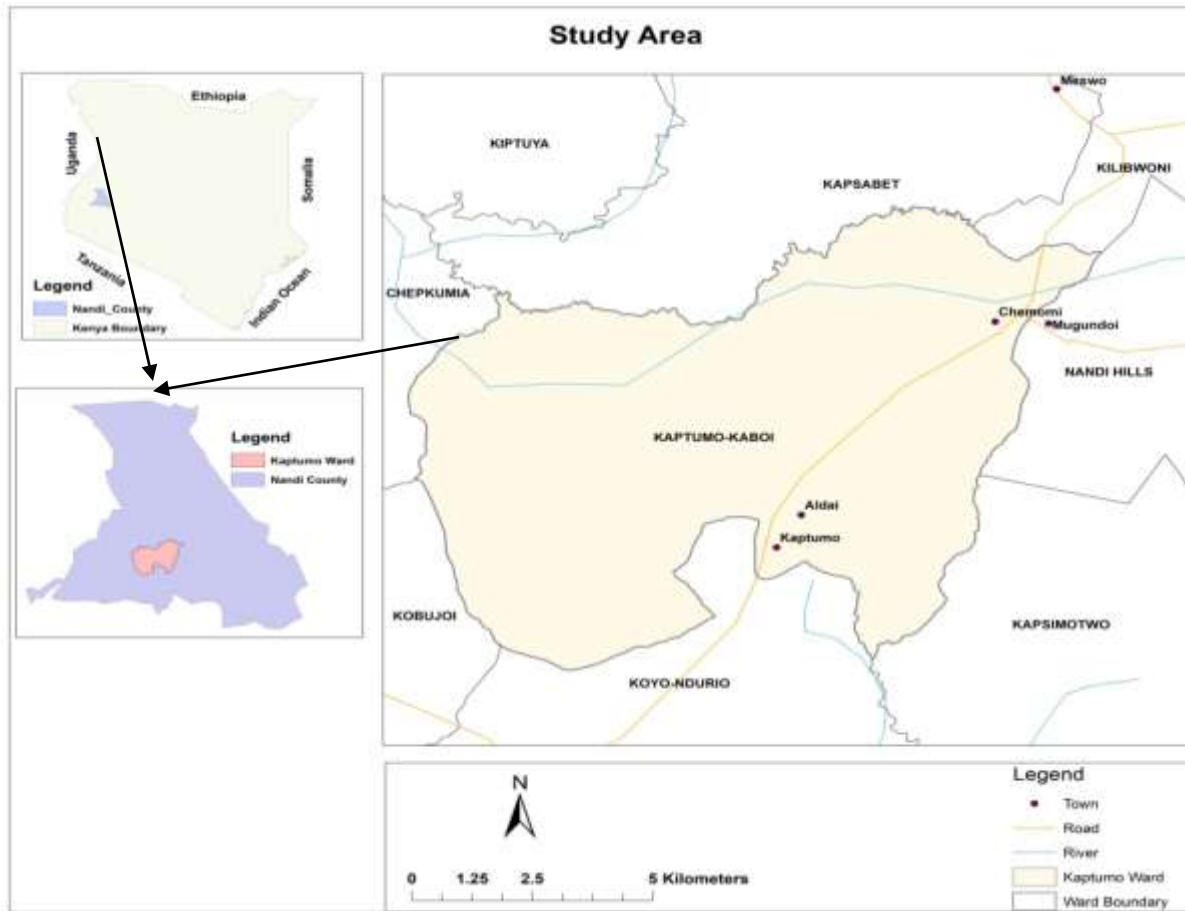 Study Area
Ethiopia
Uganda
Somalia
Tanzania
Indian Ocean
Legend
Nandi_County
Kenya Boundary
Legend
Kaptumo Ward
Nandi County
Meswo
KIPTUYA
KILIBWONI
KAPSABET
CHEPKUMIA
Chemomi
Mugundoi
NANDI HILLS
KAPTUMO-KABOI
Aldai
Kaptumo
KOBUJOI
KAPSIMOTWO
KOYO-NDURIO
N
0 1.25 2.5 5 Kilometers
Legend
Town
Road
River
Kaptumo Ward
Ward Boundary